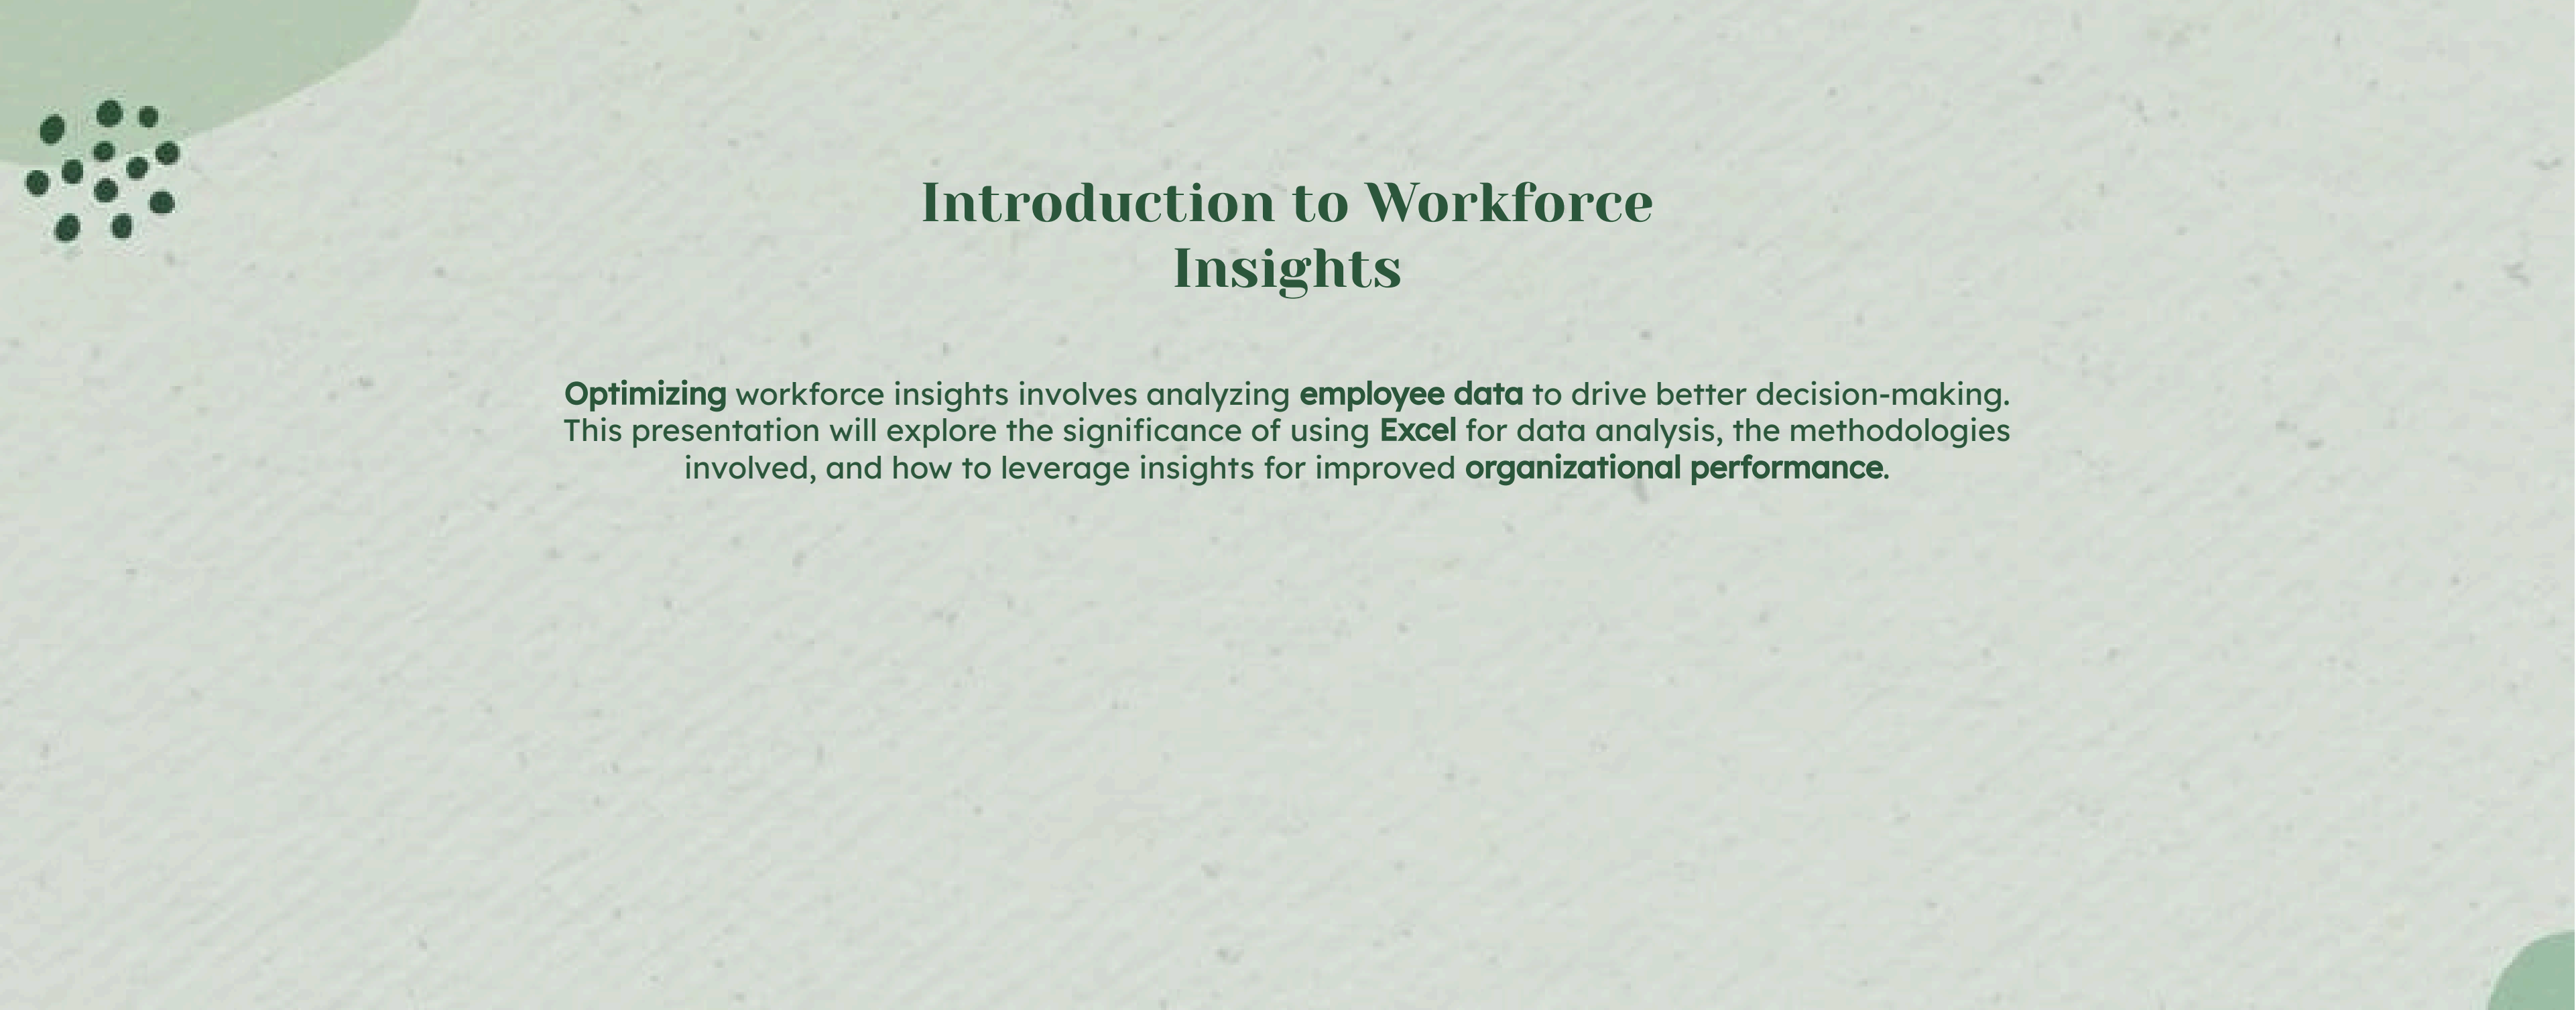 Introduction to Workforce
Insights
Optimizing workforce insights involves analyzing employee data to drive better decision-making.
This presentation will explore the significance of using Excel for data analysis, the methodologies
involved, and how to leverage insights for improved organizational performance.